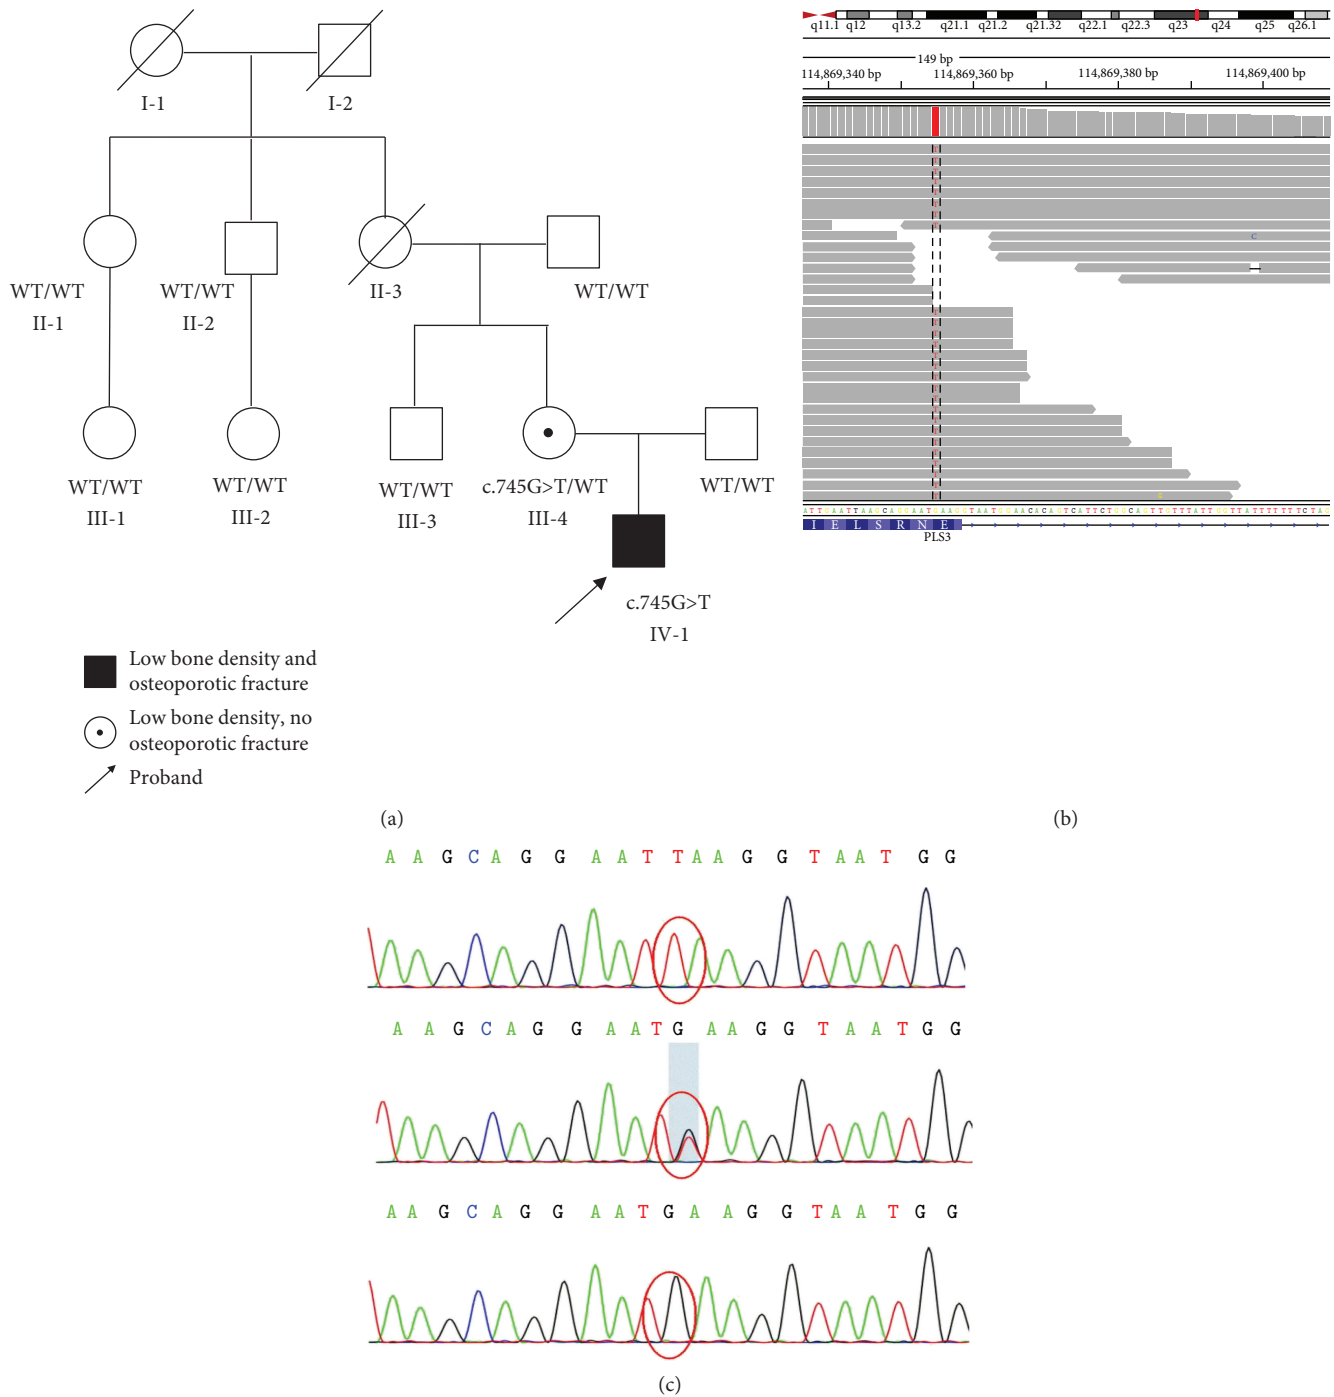 I-1
I-2
WT/WT
II-1
WT/WT
II-2
II-3
WT/WT
WT/WT
III-1
WT/WT
III-2
WT/WT
III-3
c.745G>T/WT
III-4
WT/WT
c.745G>T
IV-1
Low bone density and
osteoporotic fracture
Low bone density, no
osteoporotic fracture
Proband
(a)
q11.1 q12 q13.2 q21.1 q21.2 q21.32 q22.1 q22.3 q23 q24 q25 q26.1
149 bp
114,869,340 bp 114,869,360 bp 114,869,380 bp 114,869,400 bp
C
I E L S R N E
PLS3
(b)
A A G C A G G A A T T A A G G T A A T G G
A A G C A G G A A T G A A G G T A A T G G
A A G C A G G A A T G A A G G T A A T G G
(c)